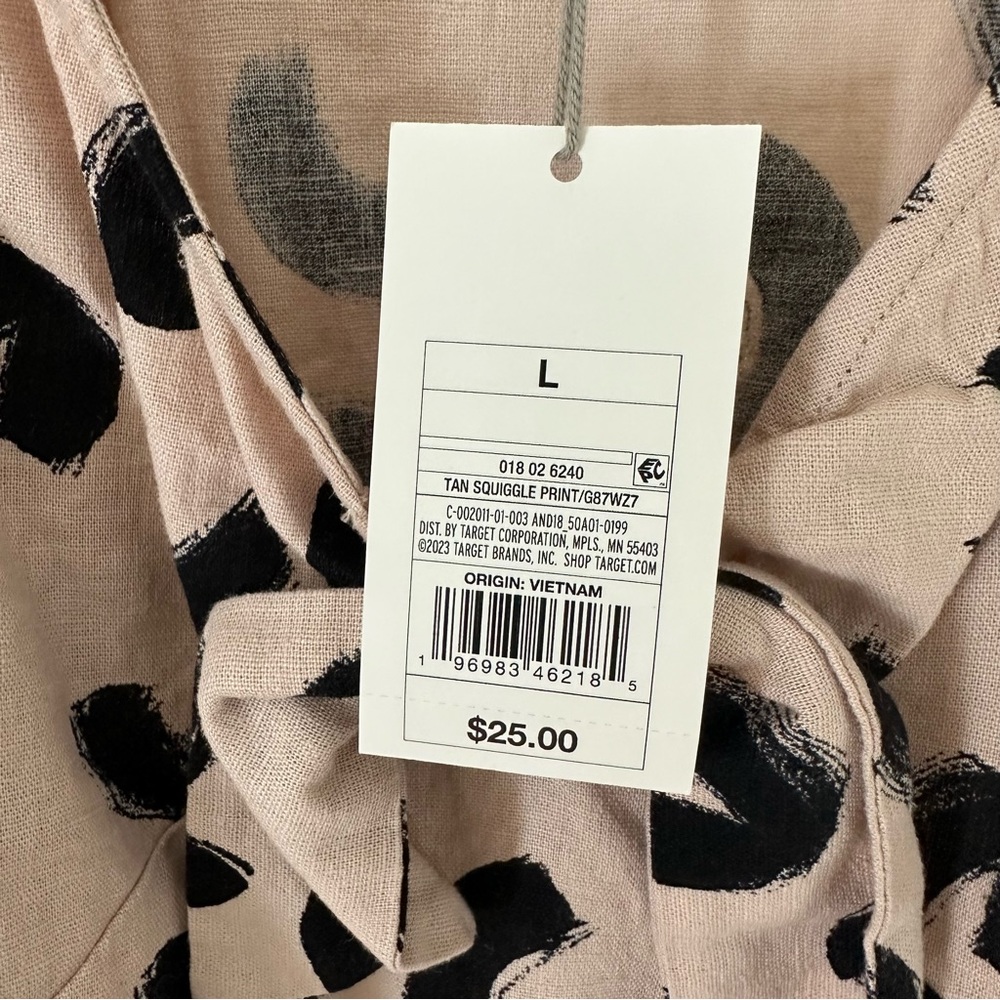 L
018 02 6240
EPC
TAN SQUIGGLE PRINT/G87WZ7
C-002011-01-003 AND18_50A01-0199
DIST. BY TARGET CORPORATION, MPLS., MN 55403
©2023 TARGET BRANDS, INC. SHOP TARGET.COM
ORIGIN: VIETNAM
1 96983 46218 5
$25.00